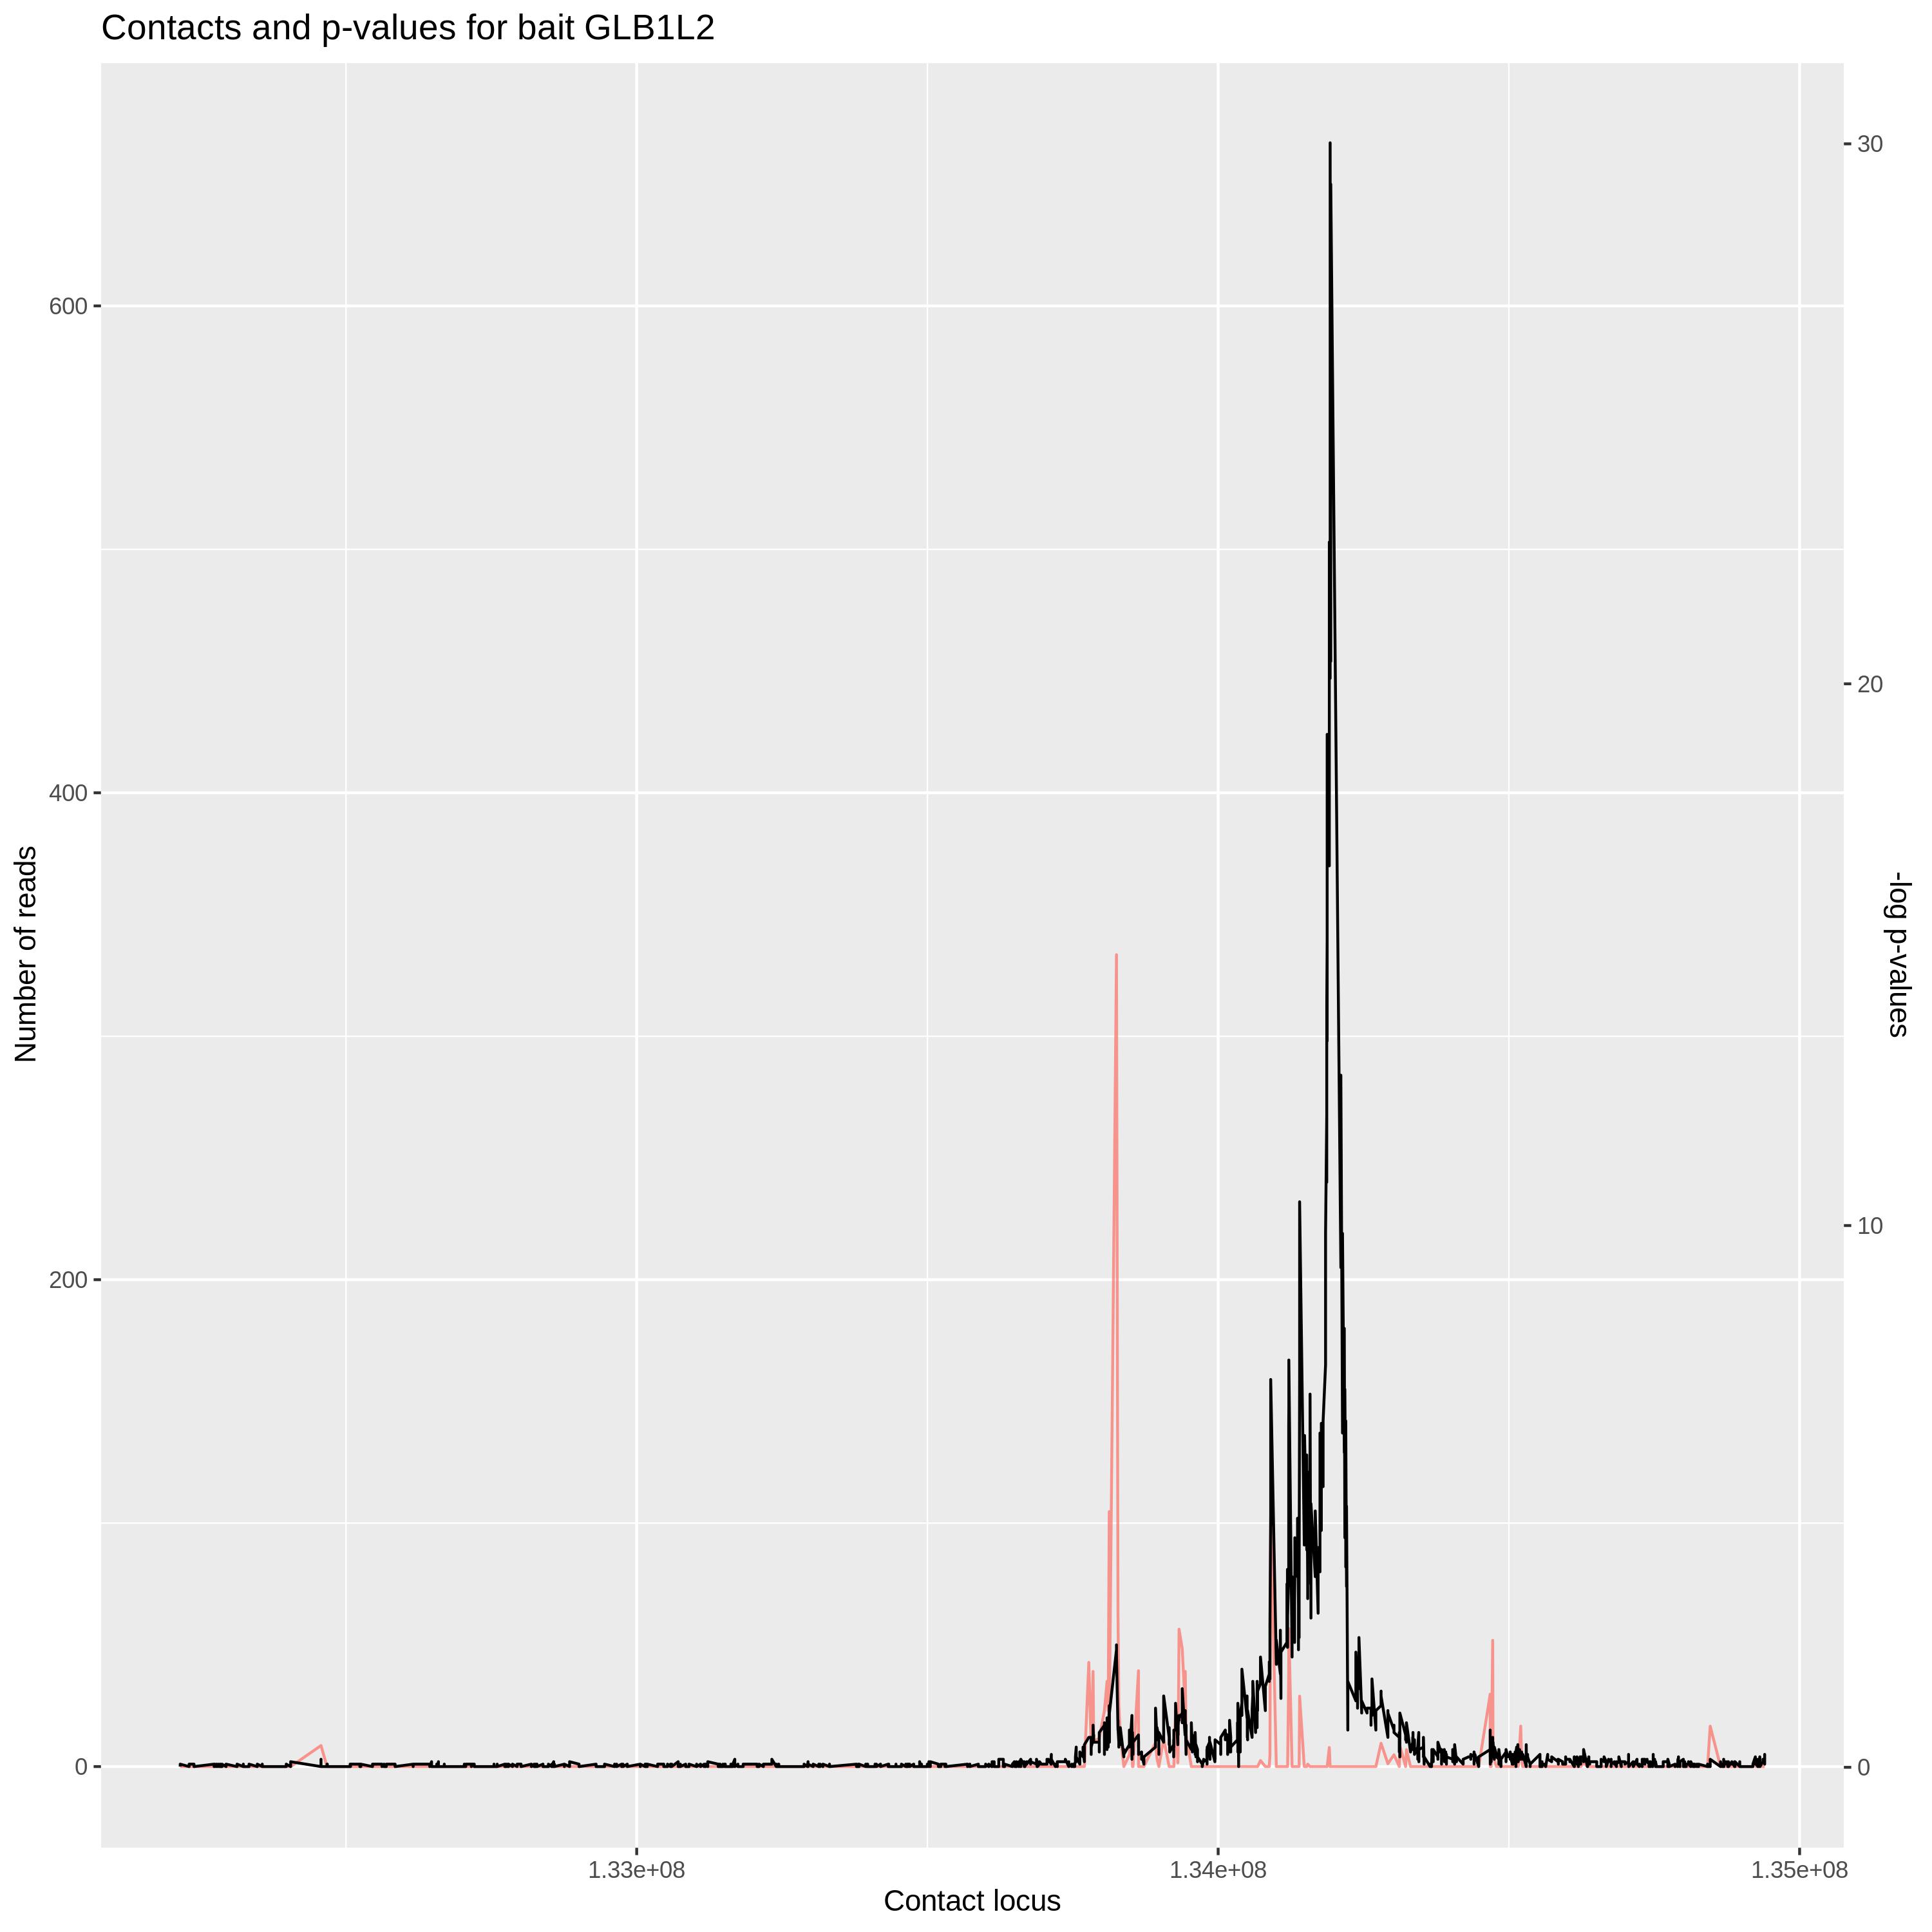 Contacts and p-values for bait GLB1L2
600
400
200
0
Number of reads
30
20
10
0
-log p-values
1.33e+08
1.34e+08
1.35e+08
Contact locus